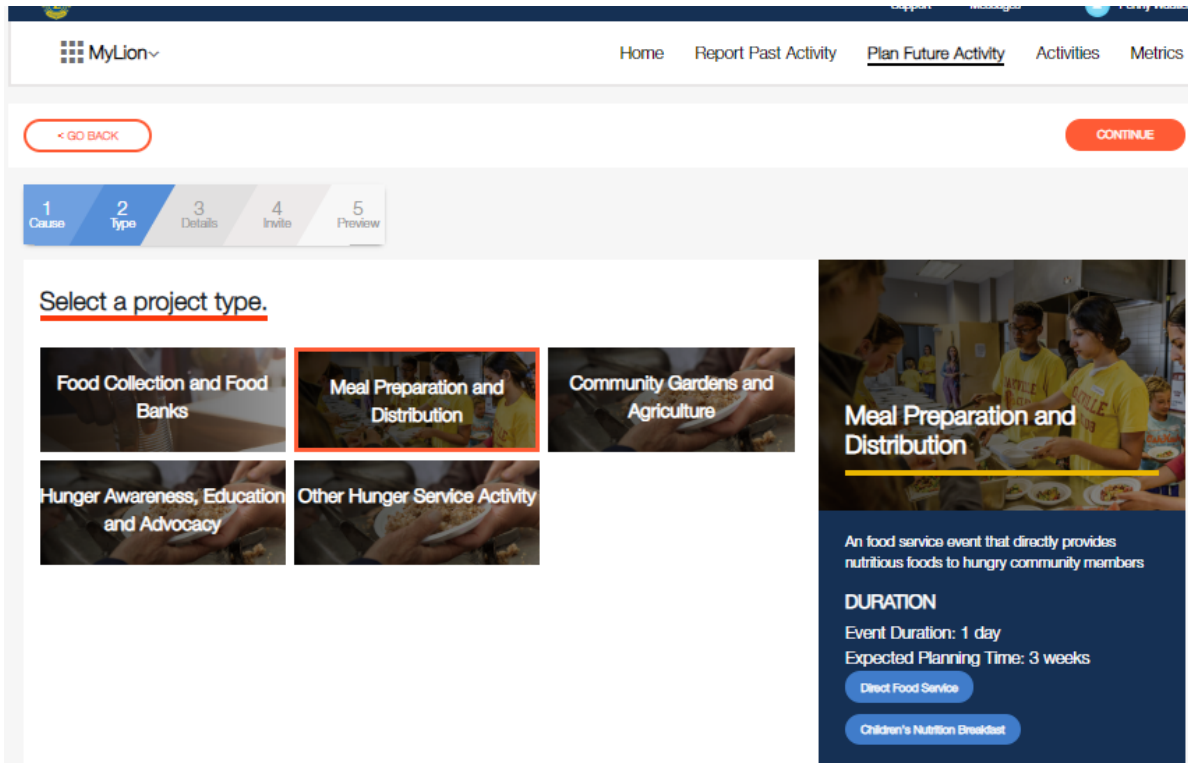 Support Messages Penny
MyLion
Home Report Past Activity Plan Future Activity Activities Metrics
< GO BACK
CONTINUE
1 2 3 4 5
Cause Type Details Invite Preview
Select a project type.
Food Collection and Food
Banks
Meal Preparation and
Distribution
Community Gardens and
Agriculture
Hunger Awareness, Education
and Advocacy
Other Hunger Service Activity
Meal Preparation and
Distribution
An food service event that directly provides
nutritious foods to hungry community members
DURATION
Event Duration: 1 day
Expected Planning Time: 3 weeks
Direct Food Service
Children's Nutrition Breakfast